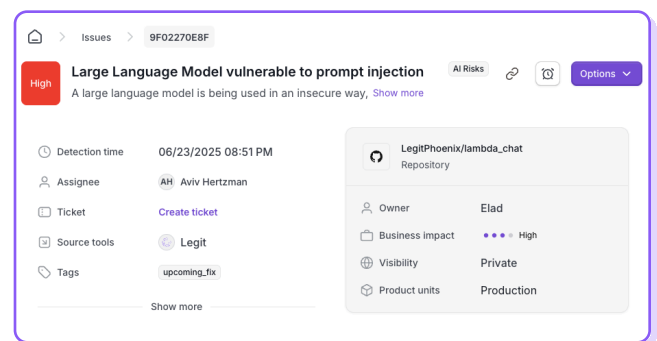 Issues
9F02270E8F
High
Large Language Model vulnerable to prompt injection
AI Risks
Options
A large language model is being used in an insecure way, Show more
Detection time 06/23/2025 08:51 PM
Assignee AH Aviv Hertzman
Ticket Create ticket
Source tools Legit
Tags upcoming_fix
Show more
LegitPhoenix/lambda_chat
Repository
Owner Elad
Business impact High
Visibility Private
Product units Production